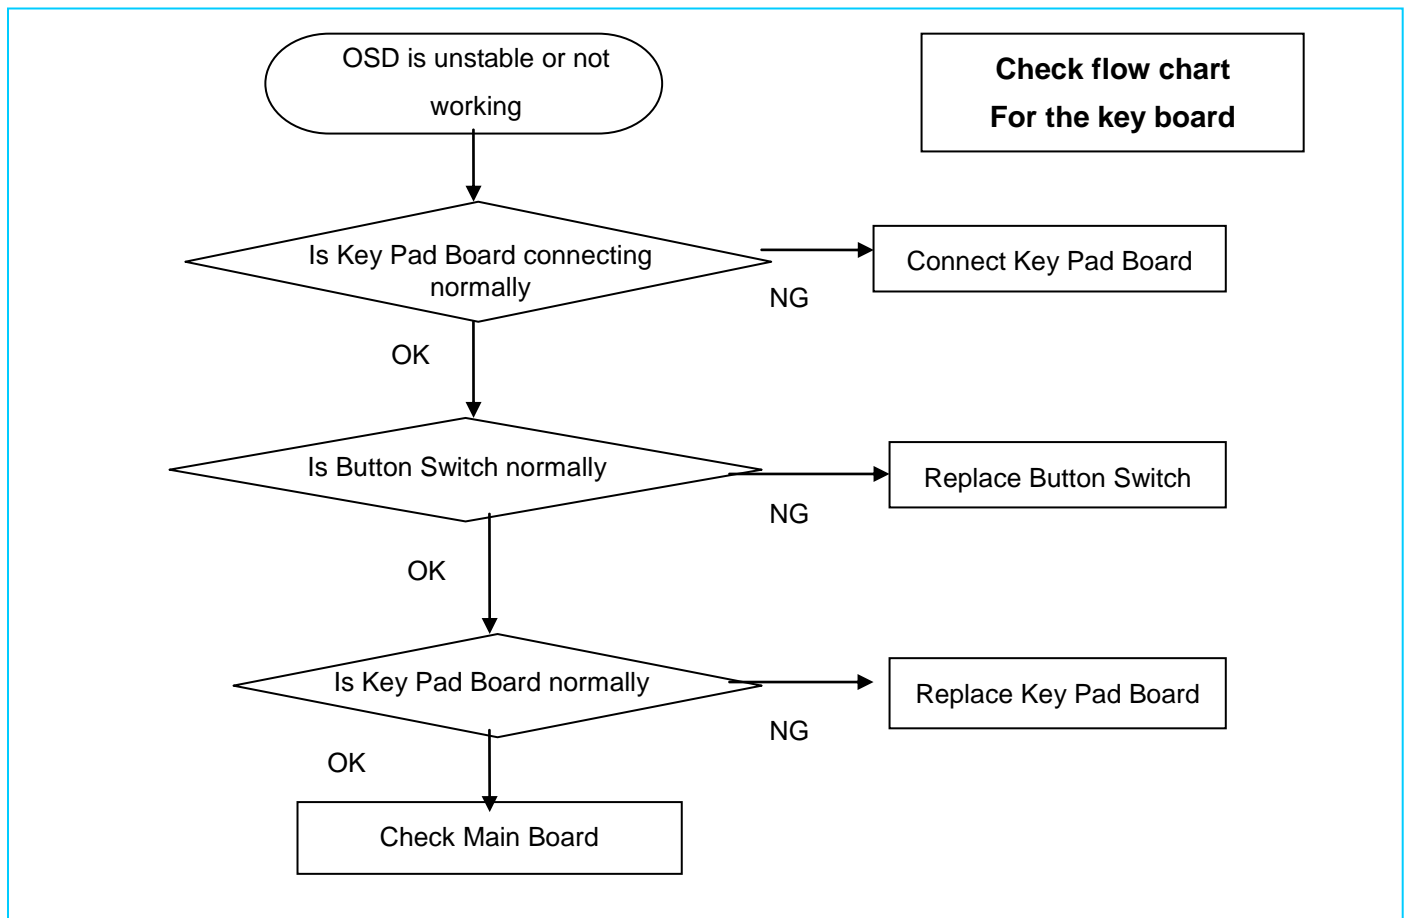 OSD is unstable or not
working
Check flow chart
For the key board
Is Key Pad Board connecting
normally
Connect Key Pad Board
NG
OK
Is Button Switch normally
Replace Button Switch
NG
OK
Is Key Pad Board normally
Replace Key Pad Board
NG
OK
Check Main Board